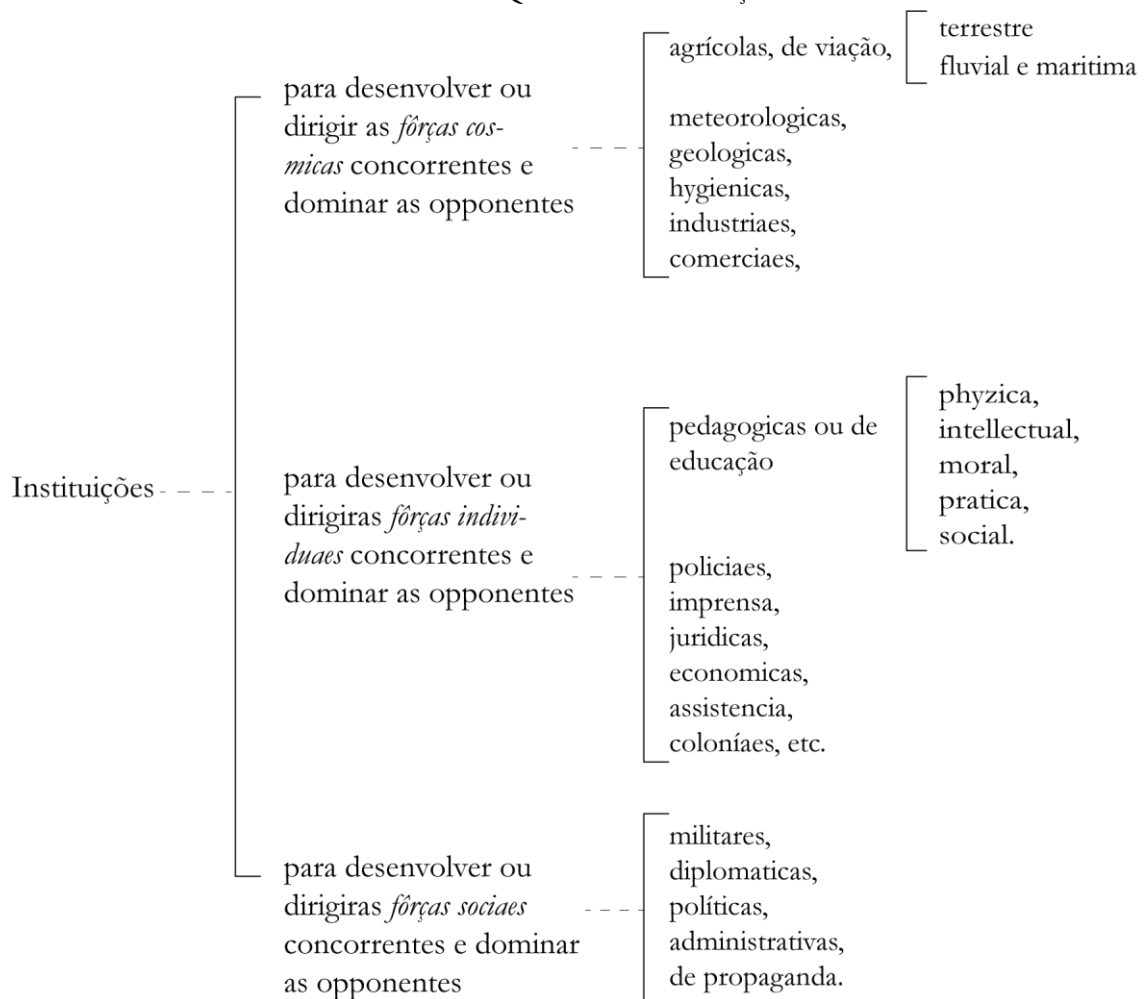 agrícolas, de viação,
terrestre
fluvial e maritima
para desenvolver ou
dirigir as fôrças cos-
micas concorrentes e
dominar as opponentes
meteorologicas,
geologicas,
hygienicas,
industriaes,
comerciaes,
Instituições
para desenvolver ou
dirigiras fôrças indivi-
duaes concorrentes e
dominar as opponentes
pedagogicas ou de
educação
phyzica,
intellectual,
moral,
pratica,
social.
policiaes,
imprensa,
juridicas,
economicas,
assistencia,
coloníaes, etc.
para desenvolver ou
dirigiras fôrças sociaes
concorrentes e dominar
as opponentes
militares,
diplomaticas,
políticas,
administrativas,
de propaganda.